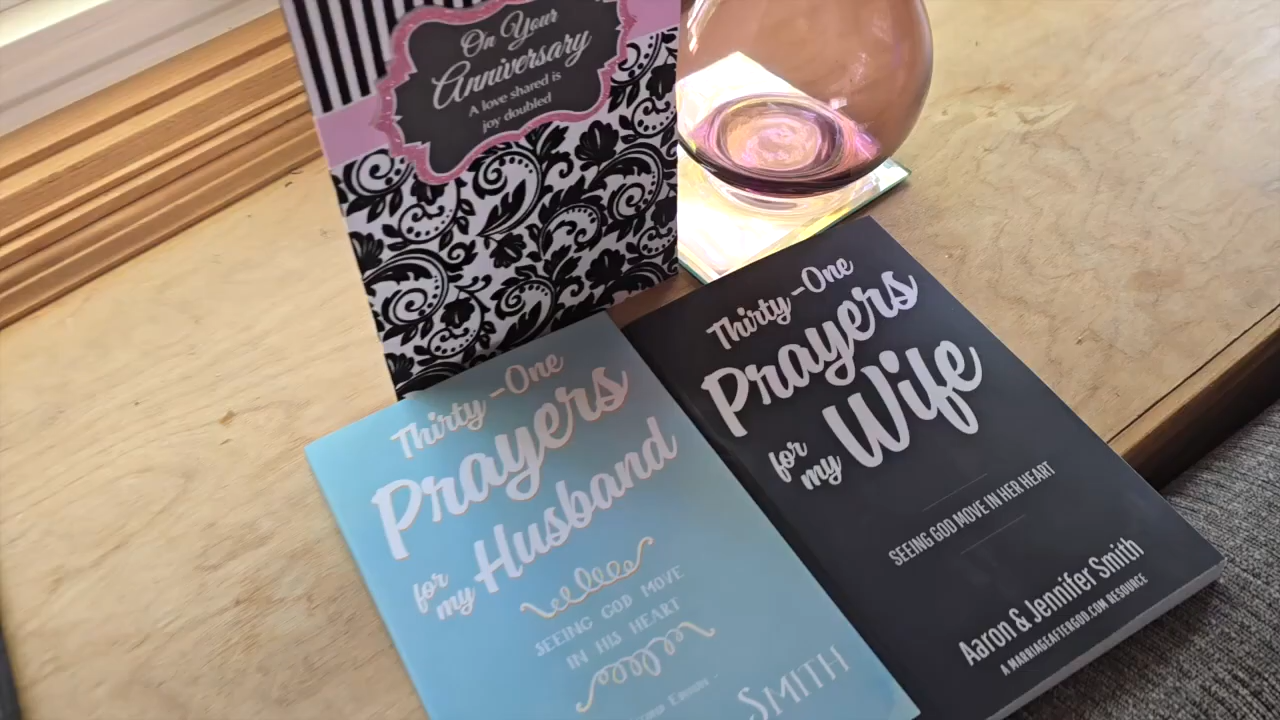 On Your
Anniversary
A love shared is
joy doubled
Thirty-One
Prayers
for my Husband
SEEING GOD MOVE
IN HIS HEART
SMITH
Thirty-One
Prayers
for my Wife
SEEING GOD MOVE IN HER HEART
Aaron & Jennifer Smith
A MARRIAGEAFTERGOD.COM RESOURCE